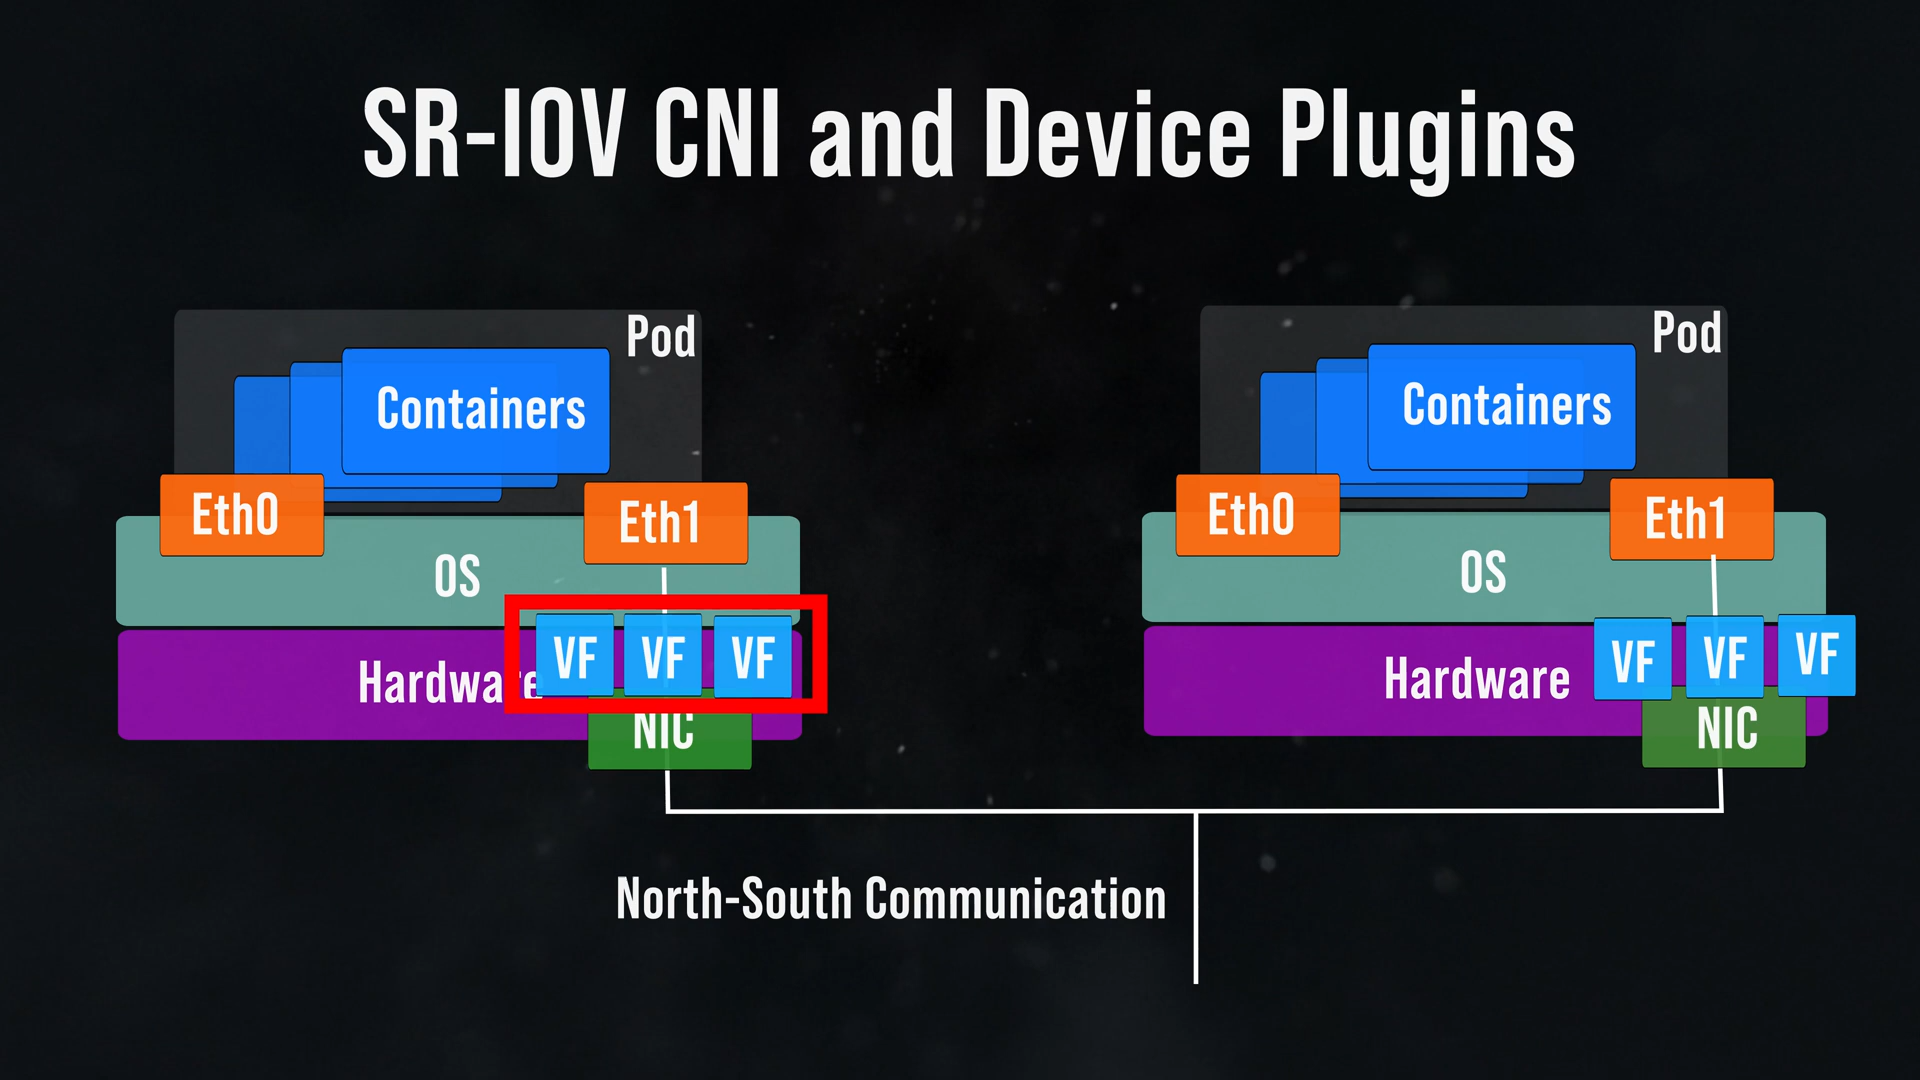 SR-IOV CNI and Device Plugins
Pod
Containers
Eth0
Eth1
OS
VF VF VF
Hardware
NIC
Pod
Containers
Eth0
Eth1
OS
VF VF VF
Hardware
NIC
North-South Communication